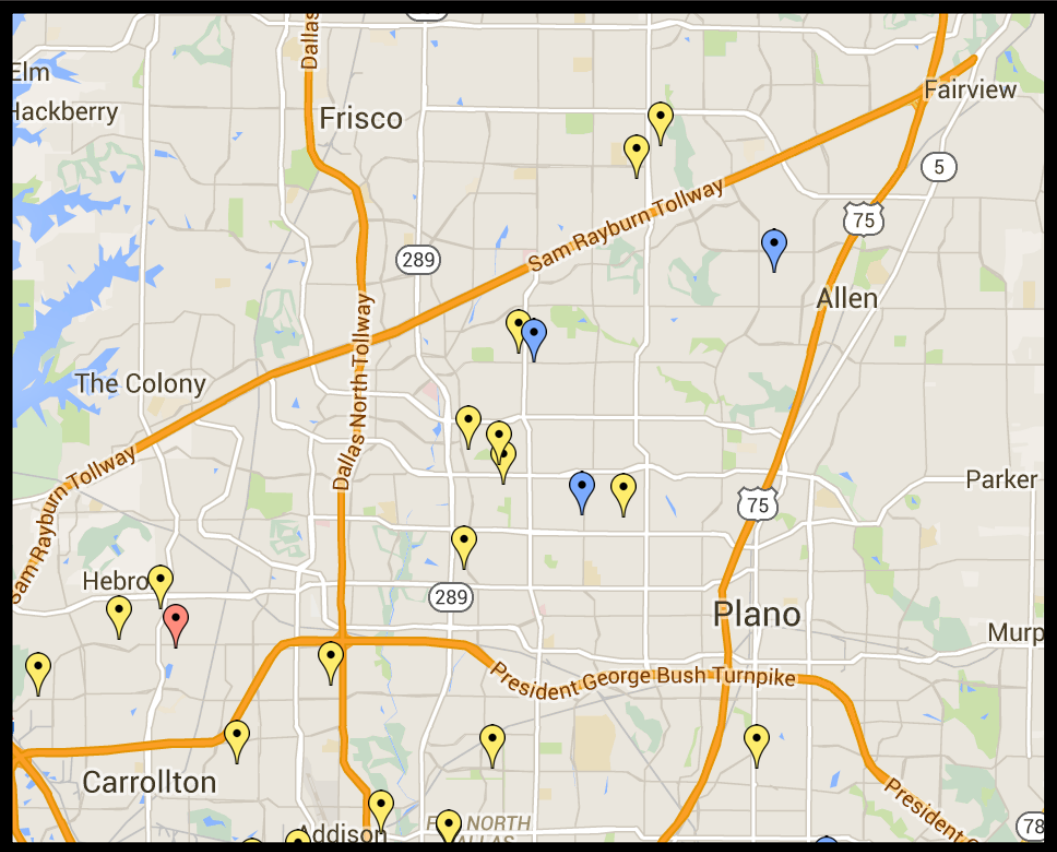 Dallas
Elm
Hackberry
Frisco
Fairview
5
75
289
Sam Rayburn Tollway
Allen
Dallas North Tollway
The Colony
Sam Rayburn Tollway
Parker
75
Hebro
289
Plano
Murp
President George Bush Turnpike
Carrollton
President G
Addison
NORTH
ALLAS
78